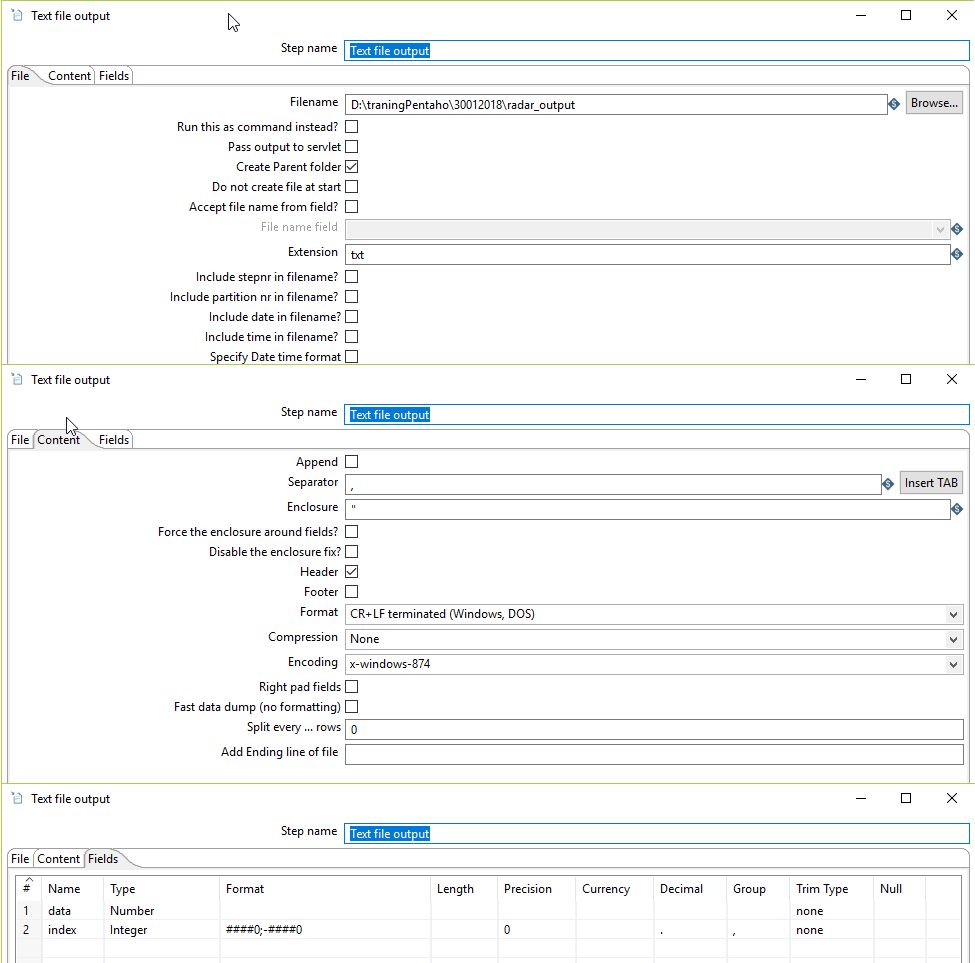 Text file output
Step name Text file output
File Content Fields
Filename D:\traningPentaho\30012018\radar_output Browse...
Run this as command instead?
Pass output to servlet
Create Parent folder
Do not create file at start
Accept file name from field?
File name field
Extension txt
Include stepnr in filename?
Include partition nr in filename?
Include date in filename?
Include time in filename?
Specify Date time format
Text file output
Step name Text file output
File Content Fields
Append
Separator , Insert TAB
Enclosure "
Force the enclosure around fields?
Disable the enclosure fix?
Header
Footer
Format CR+LF terminated (Windows, DOS)
Compression None
Encoding x-windows-874
Right pad fields
Fast data dump (no formatting)
Split every ... rows 0
Add Ending line of file
Text file output
Step name Text file output
File Content Fields
# Name Type Format Length Precision Currency Decimal Group Trim Type Null
1 data Number none
2 index Integer ####0;-####0 0 . , none